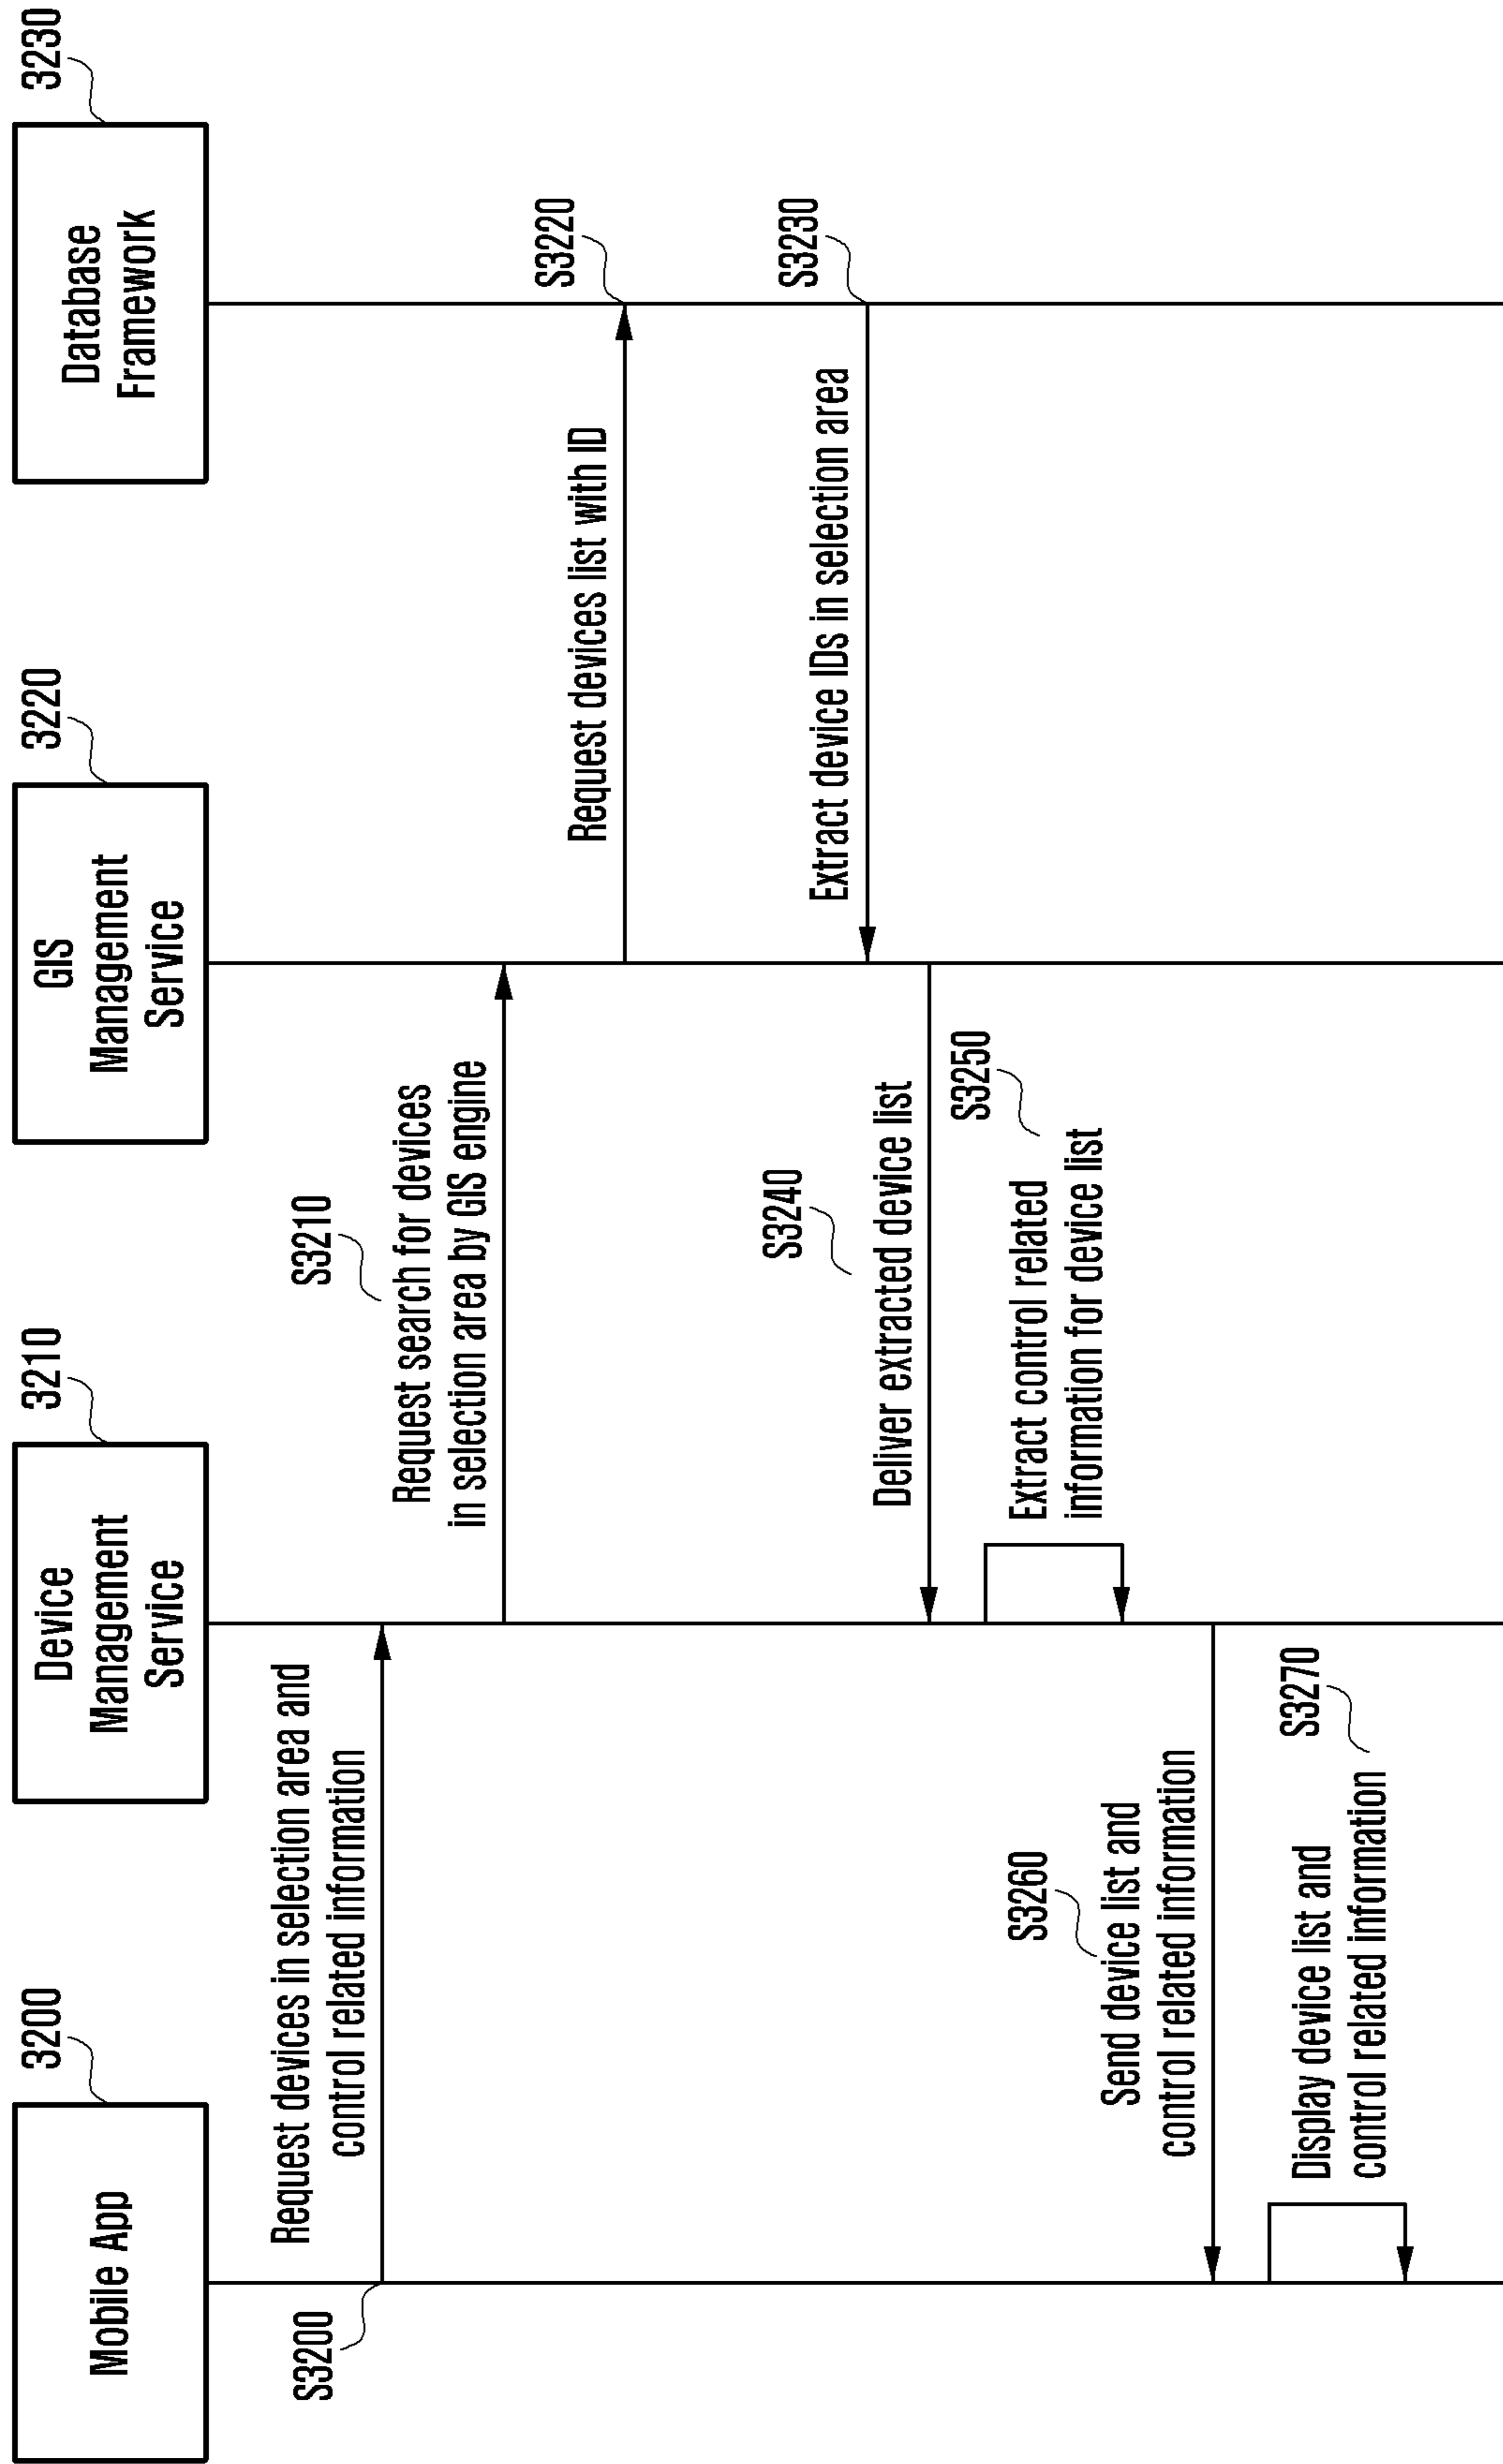 3200
Mobile App
3210
Device
Management
Service
3220
GIS
Management
Service
3230
Database
Framework
Request devices in selection area and
control related information
S3200
S3210
Request search for devices
in selection area by GIS engine
S3220
Request devices list with ID
S3230
Extract device IDs in selection area
S3240
Deliver extracted device list
S3250
Extract control related
information for device list
S3260
Send device list and
control related information
S3270
Display device list and
control related information